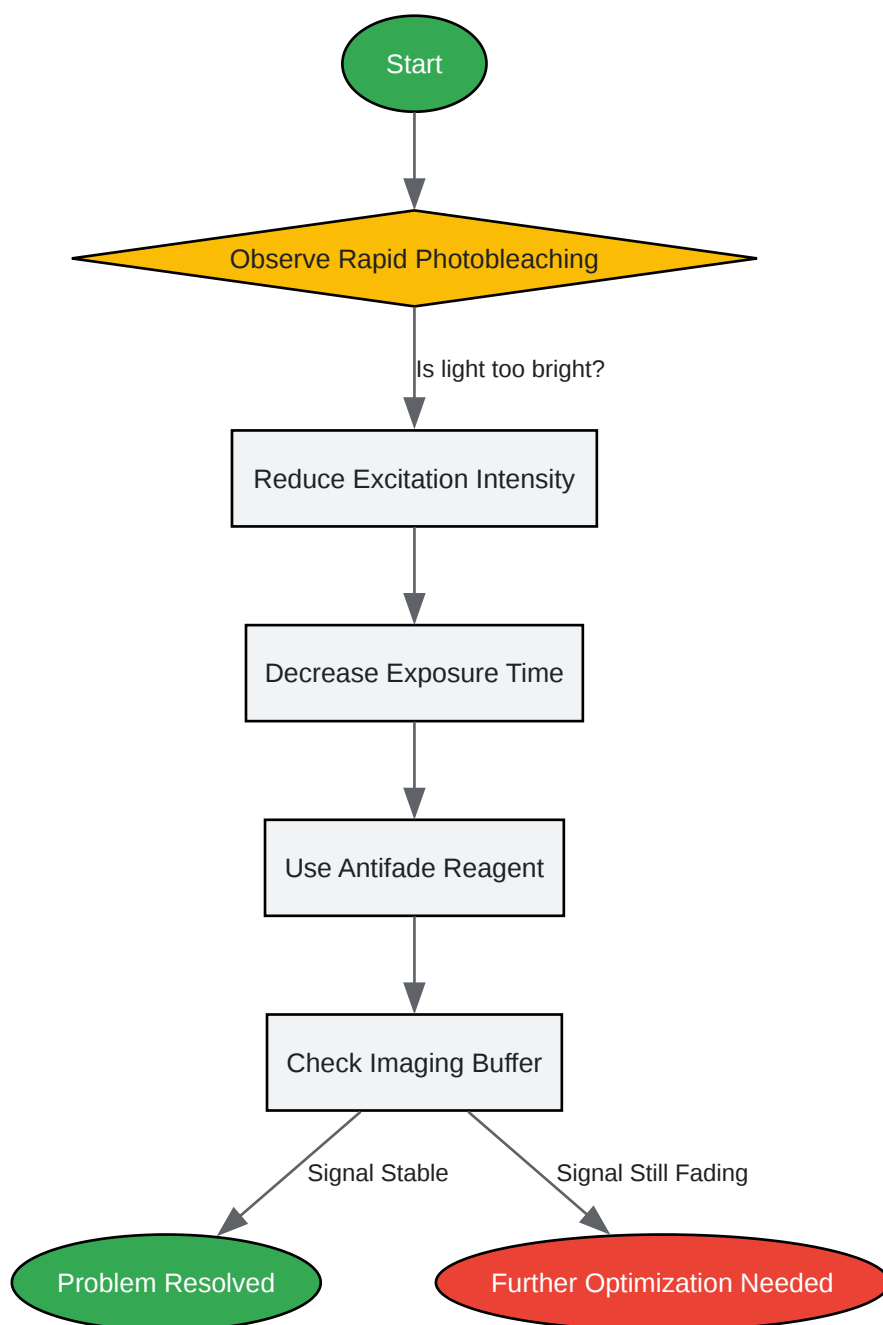 Start
Observe Rapid Photobleaching
Is light too bright?
Reduce Excitation Intensity
Decrease Exposure Time
Use Antifade Reagent
Check Imaging Buffer
Signal Stable
Signal Still Fading
Problem Resolved
Further Optimization Needed